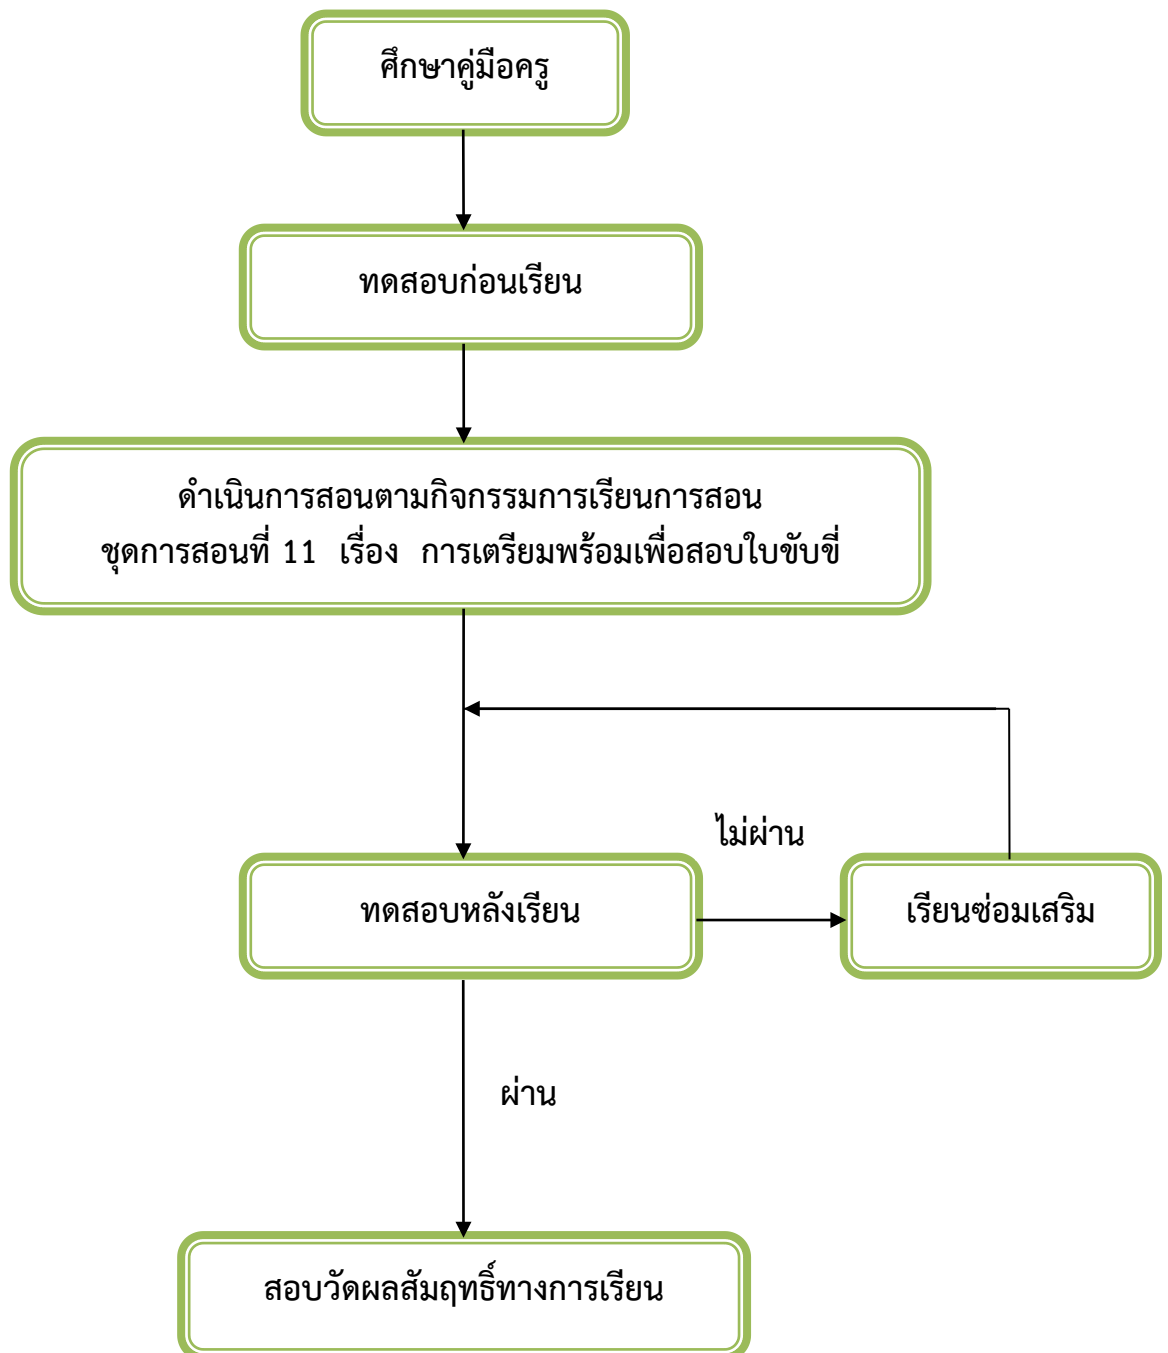 ศึกษาคู่มือครู
ทดสอบก่อนเรียน
ดำเนินการสอนตามกิจกรรมการเรียนการสอน
ชุดการสอนที่ 11 เรื่อง การเตรียมพร้อมเพื่อสอบใบขับขี่
ไม่ผ่าน
ทดสอบหลังเรียน
เรียนซ่อมเสริม
ผ่าน
สอบวัดผลสัมฤทธิ์ทางการเรียน